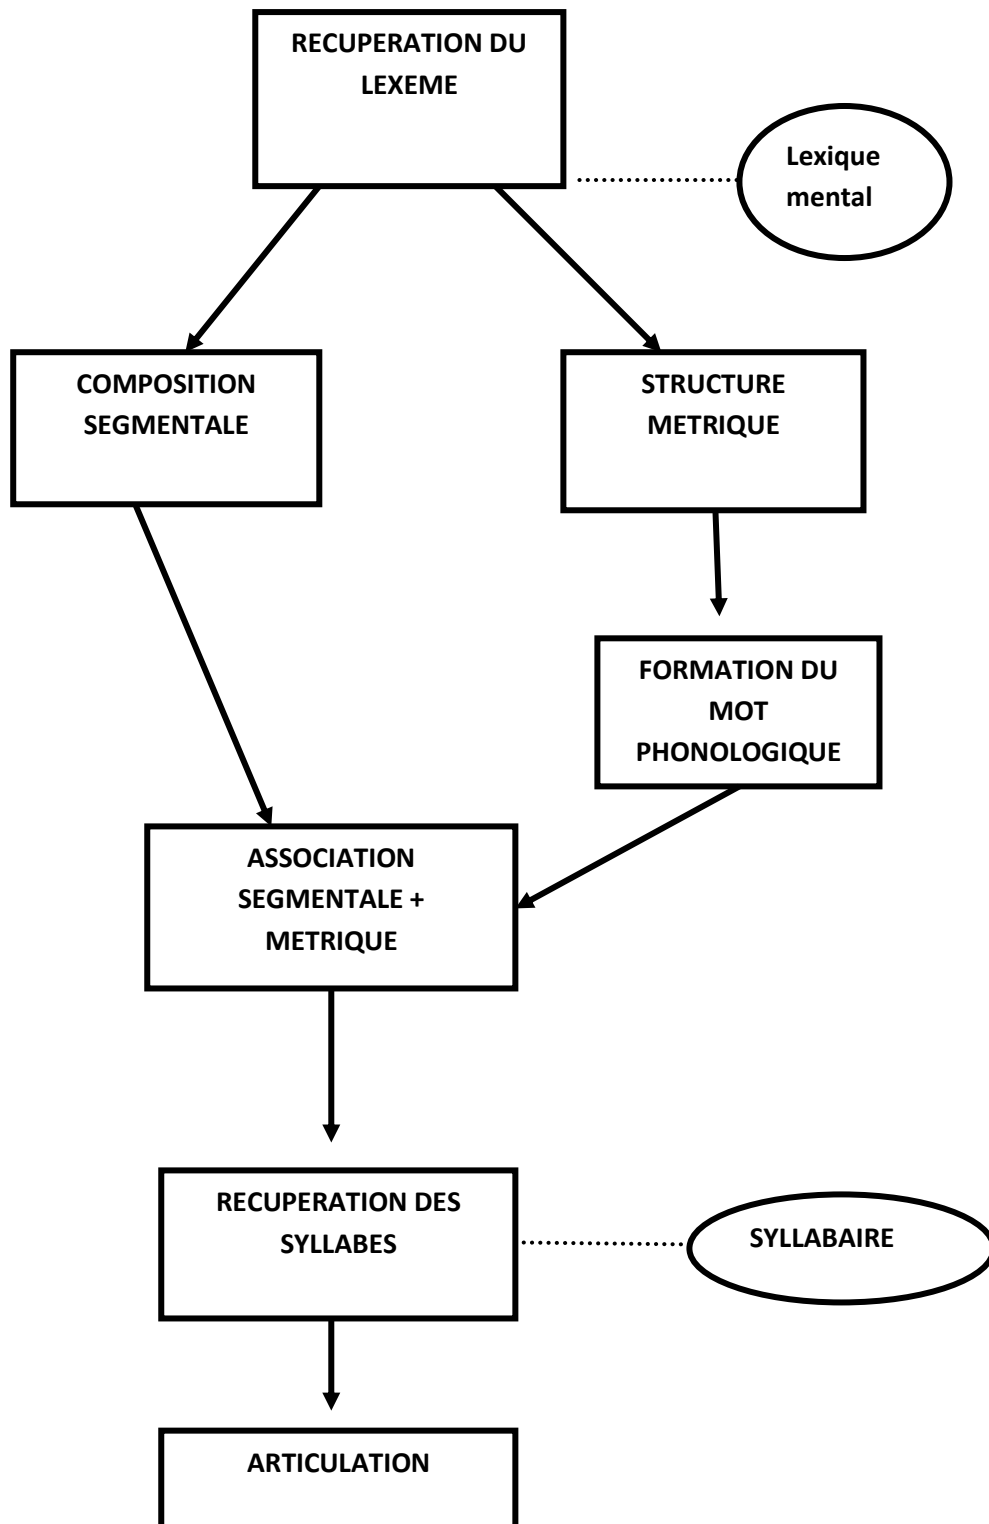 RECUPERATION DU
LEXEME
Lexique
mental
COMPOSITION
SEGMENTALE
STRUCTURE
METRIQUE
FORMATION DU
MOT
PHONOLOGIQUE
ASSOCIATION
SEGMENTALE +
METRIQUE
RECUPERATION DES
SYLLABES
SYLLABAIRE
ARTICULATION